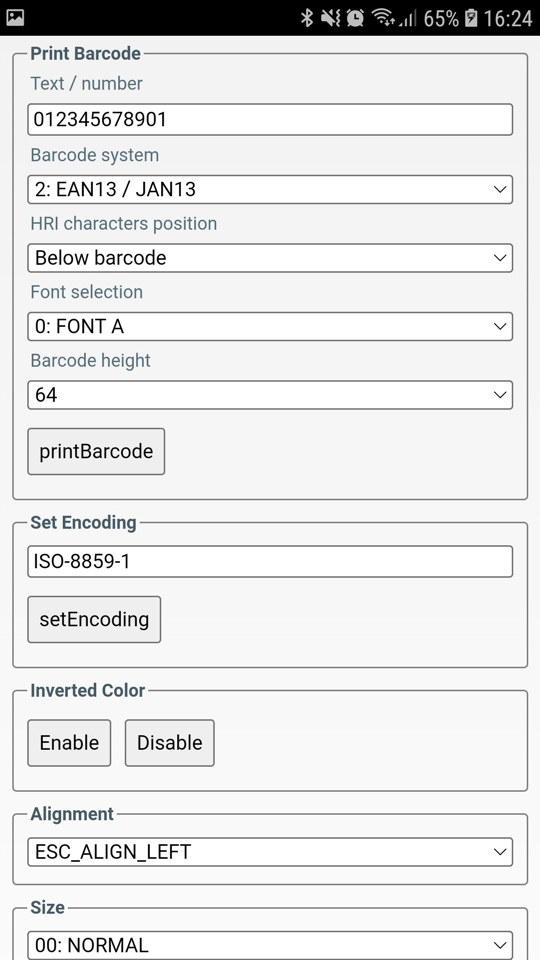 65% 16:24
Print Barcode
Text / number
012345678901
Barcode system
2: EAN13 / JAN13
HRI characters position
Below barcode
Font selection
0: FONT A
Barcode height
64
printBarcode
Set Encoding
ISO-8859-1
setEncoding
Inverted Color
Enable Disable
Alignment
ESC_ALIGN_LEFT
Size
00: NORMAL